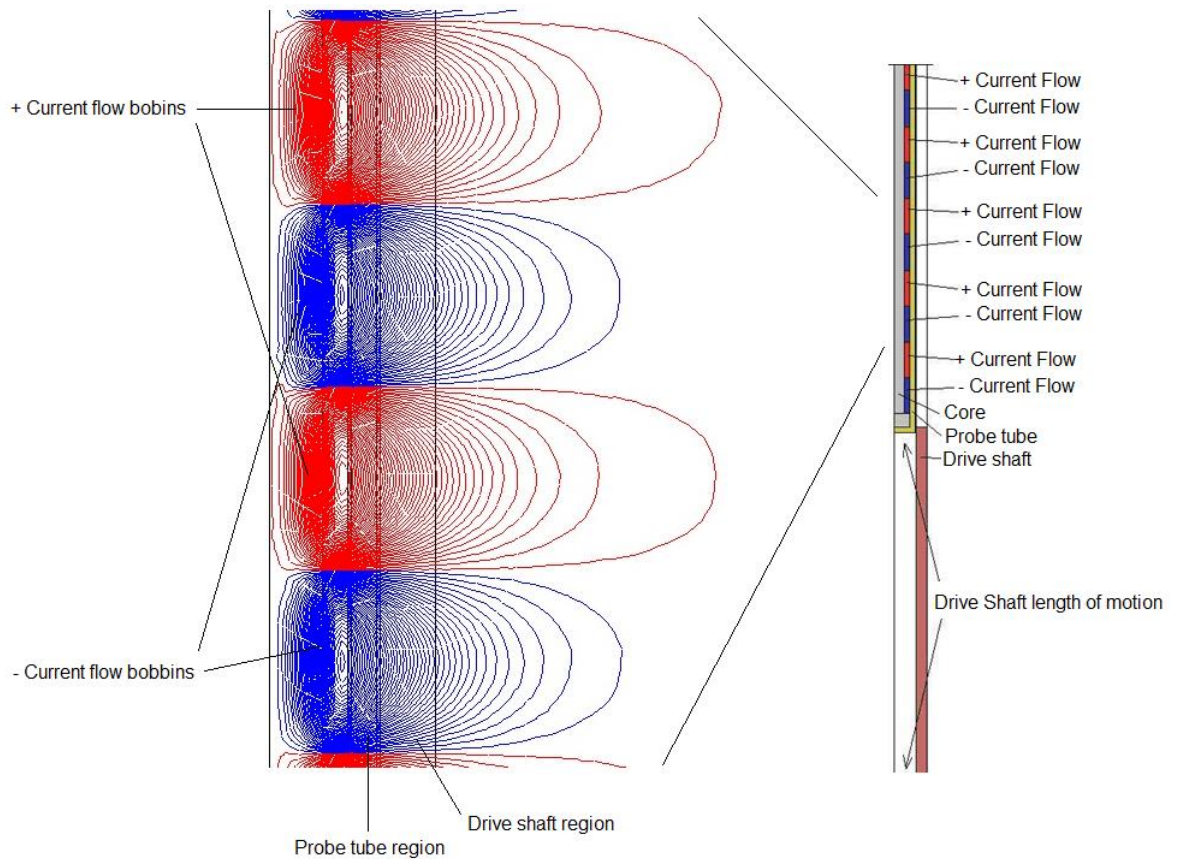 + Current flow bobins
- Current flow bobbins
Probe tube region
Drive shaft region
+ Current Flow
- Current Flow
+ Current Flow
- Current Flow
+ Current Flow
- Current Flow
+ Current Flow
- Current Flow
+ Current Flow
- Current Flow
Core
Probe tube
Drive shaft
Drive Shaft length of motion